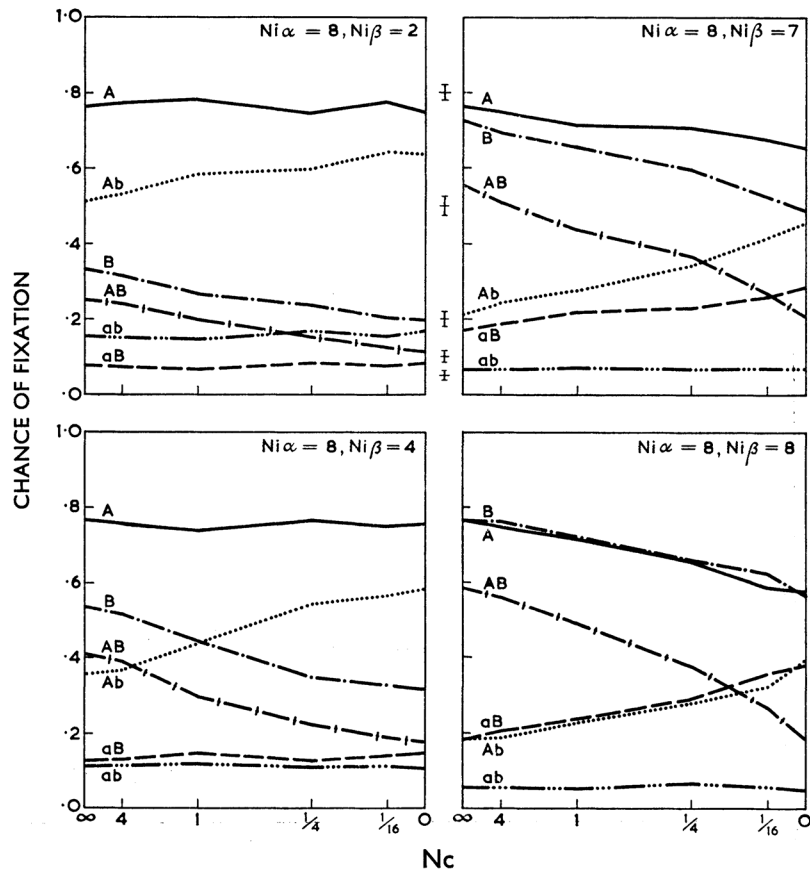 CHANCE OF FIXATION
1.0
.8
.6
.4
.2
.0
Niα = 8, Niβ = 2
A
Ab
B
AB
ab
aB
Niα = 8, Niβ = 7
A
B
AB
Ab
aB
ab
1.0
.8
.6
.4
.2
.0
Niα = 8, Niβ = 4
A
B
AB
Ab
aB
ab
∞ 4 1 1/4 1/16 0
Niα = 8, Niβ = 8
B
A
AB
aB
Ab
ab
∞ 4 1 1/4 1/16 0
Nc